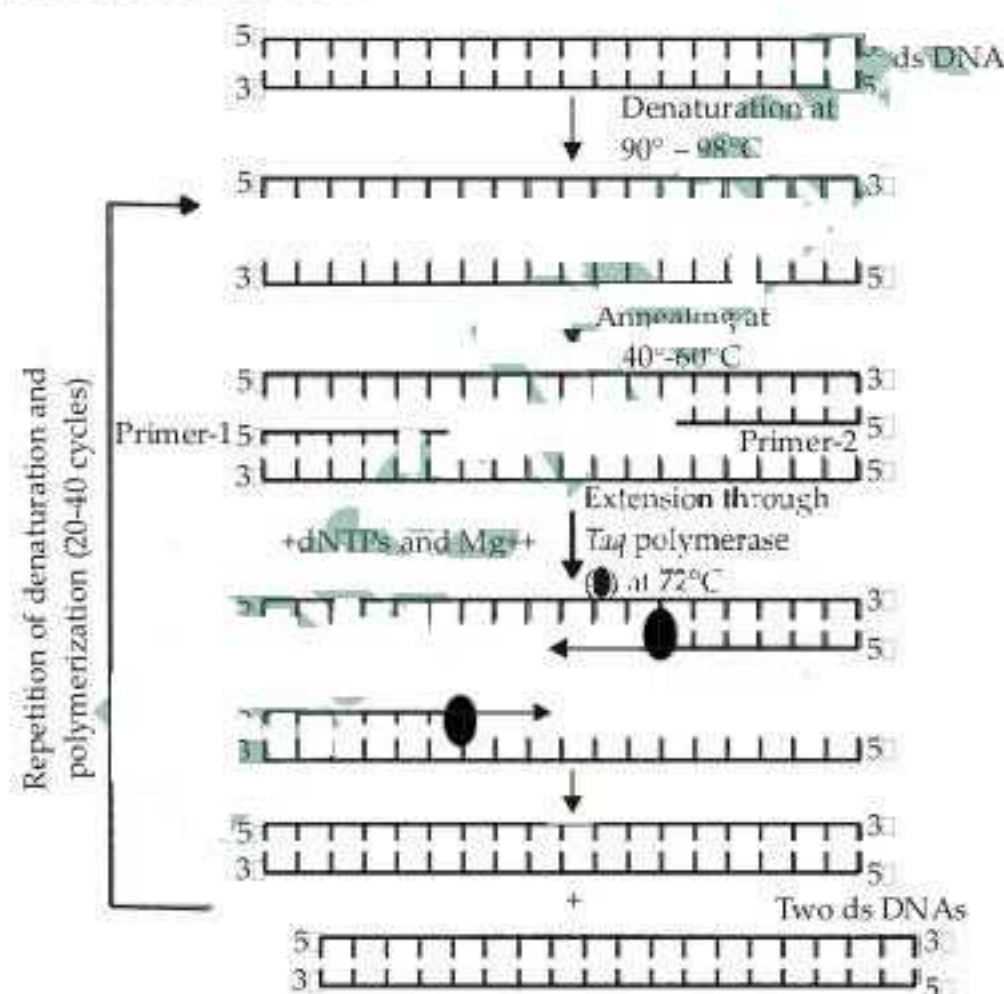 5
ds DNA
3
5
Denaturation at
90° – 98°C
5
3
3
5
Annealing at
40°-60°C
5
3
5
Primer-1
5
Primer-2
3
5
Extension through
+dNTPs and Mg++
Taq polymerase
() at 72°C
3
5
5
5
3
3
5
+
Two ds DNAs
5
3
3
5
Repetition of denaturation and
polymerization (20-40 cycles)